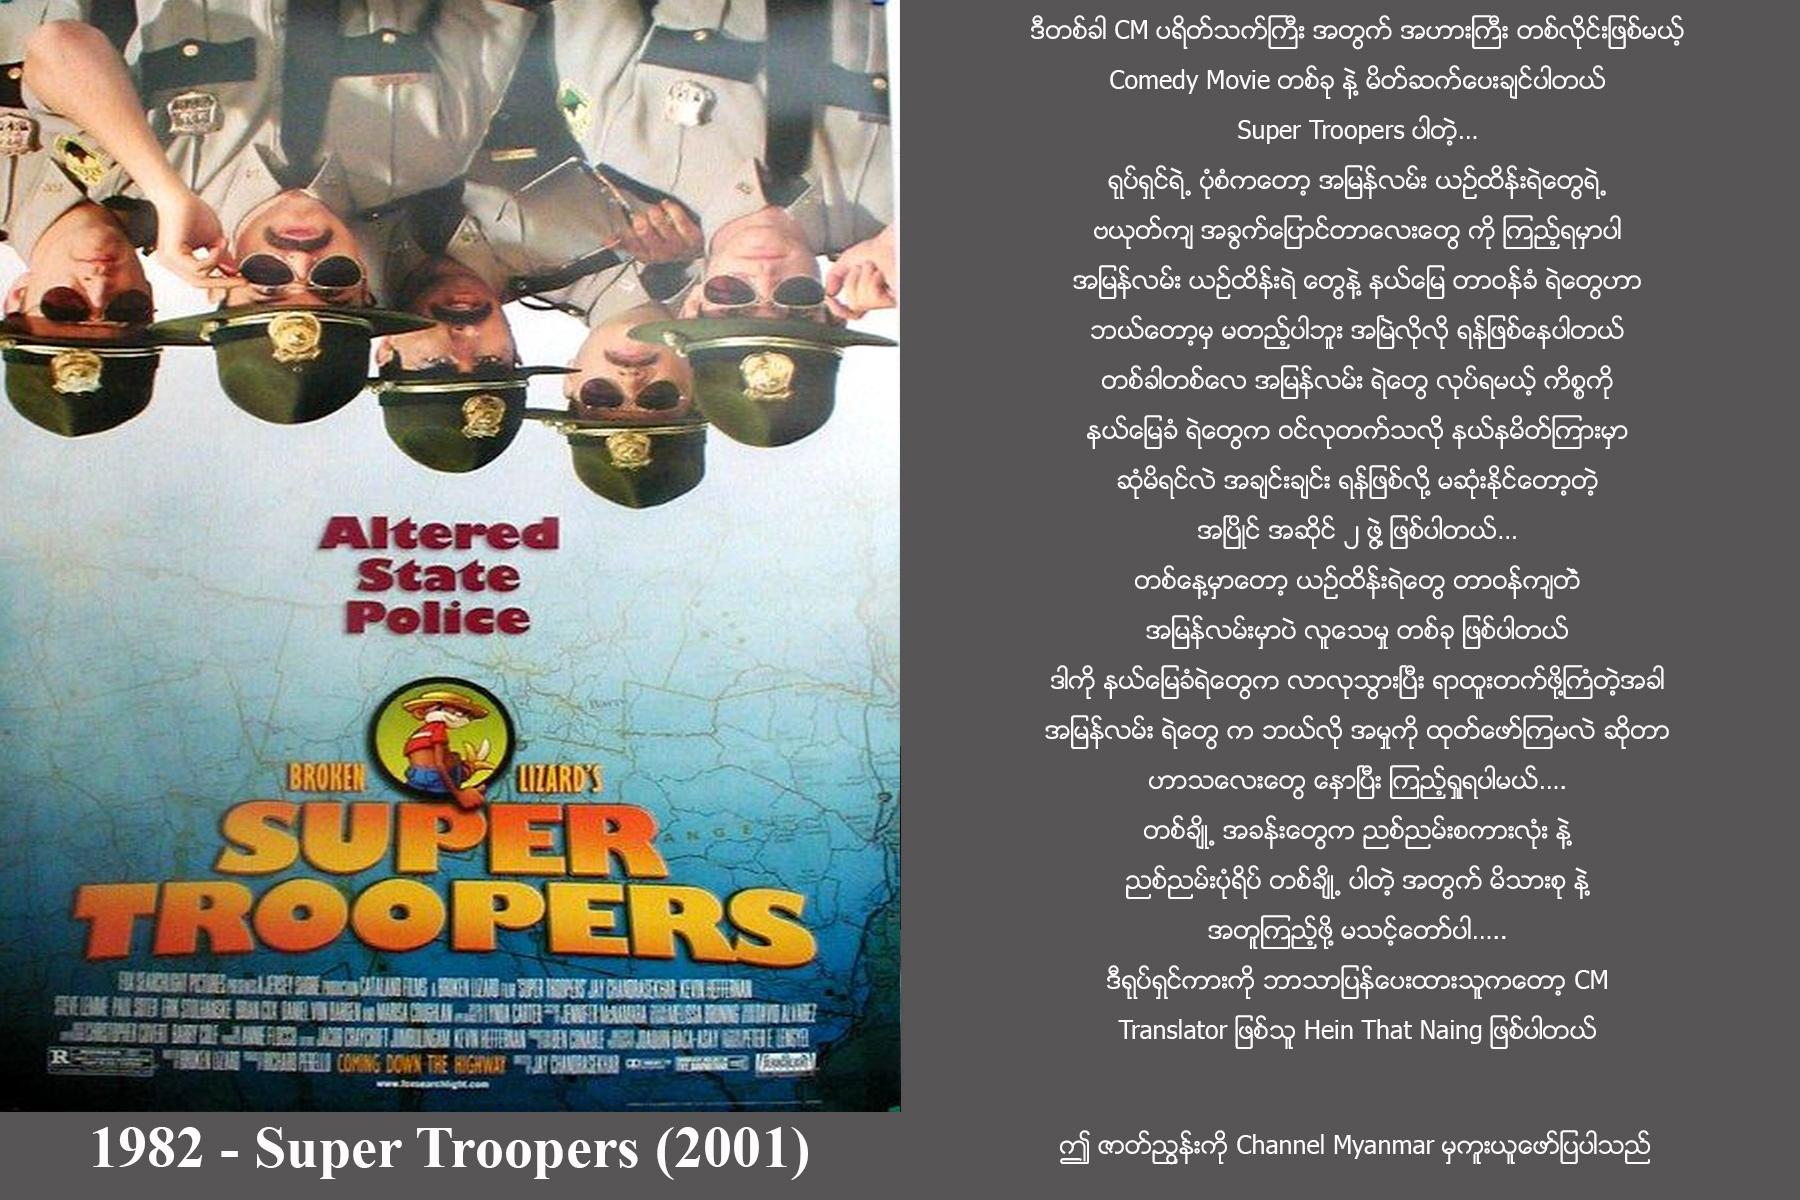 Altered
State
Police
BROKEN LIZARD'S
SUPER
TROOPERS
COMING DOWN THE HIGHWAY
www.foxsearchlight.com
1982 - Super Troopers (2001)
ဒီတစ်ခါ CM ပရိတ်သက်ကြီး အတွက် အဟားကြီး တစ်လိုင်းဖြစ်မယ့်
Comedy Movie တစ်ခု နဲ့ မိတ်ဆက်ပေးချင်ပါတယ်
Super Troopers ပါတဲ့...
ရုပ်ရှင်ရဲ့ ပုံစံကတော့ အမြန်လမ်း ယဉ်ထိန်းရဲတွေရဲ့
ဗယုတ်ကျ အခွက်ပြောင်တာလေးတွေ ကို ကြည့်ရမှာပါ
အမြန်လမ်း ယဉ်ထိန်းရဲ တွေနဲ့ နယ်မြေ တာဝန်ခံ ရဲတွေဟာ
ဘယ်တော့မှ မတည့်ပါဘူး အမြဲလိုလို ရန်ဖြစ်နေပါတယ်
တစ်ခါတစ်လေ အမြန်လမ်း ရဲတွေ လုပ်ရမယ့် ကိစ္စကို
နယ်မြေခံ ရဲတွေက ဝင်လုတက်သလို နယ်နမိတ်ကြားမှာ
ဆုံမိရင်လဲ အချင်းချင်း ရန်ဖြစ်လို့ မဆုံးနိုင်တော့တဲ့
အပြိုင် အဆိုင် ၂ ဖွဲ့ ဖြစ်ပါတယ်...
တစ်နေ့မှာတော့ ယဉ်ထိန်းရဲတွေ တာဝန်ကျတဲ
အမြန်လမ်းမှာပဲ လူသေမှု တစ်ခု ဖြစ်ပါတယ်
ဒါကို နယ်မြေခံရဲတွေက လာလုသွားပြီး ရာထူးတက်ဖို့ကြံတဲ့အခါ
အမြန်လမ်း ရဲတွေ က ဘယ်လို အမှုကို ထုတ်ဖော်ကြမလဲ ဆိုတာ
ဟာသလေးတွေ နှောပြီး ကြည့်ရှုရပါမယ်....
တစ်ချို့ အခန်းတွေက ညစ်ညမ်းစကားလုံး နဲ့
ညစ်ညမ်းပုံရိပ် တစ်ချို့ ပါတဲ့ အတွက် မိသားစု နဲ့
အတူကြည့်ဖို့ မသင့်တော်ပါ.....
ဒီရုပ်ရှင်ကားကို ဘာသာပြန်ပေးထားသူကတော့ CM
Translator ဖြစ်သူ Hein That Naing ဖြစ်ပါတယ်
ဤ ဇာတ်ညွှန်းကို Channel Myanmar မှကူးယူဖော်ပြပါသည်